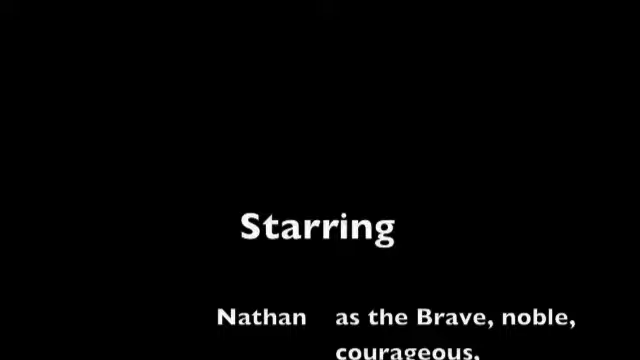 Starring
Nathan as the Brave, noble,
courageous,